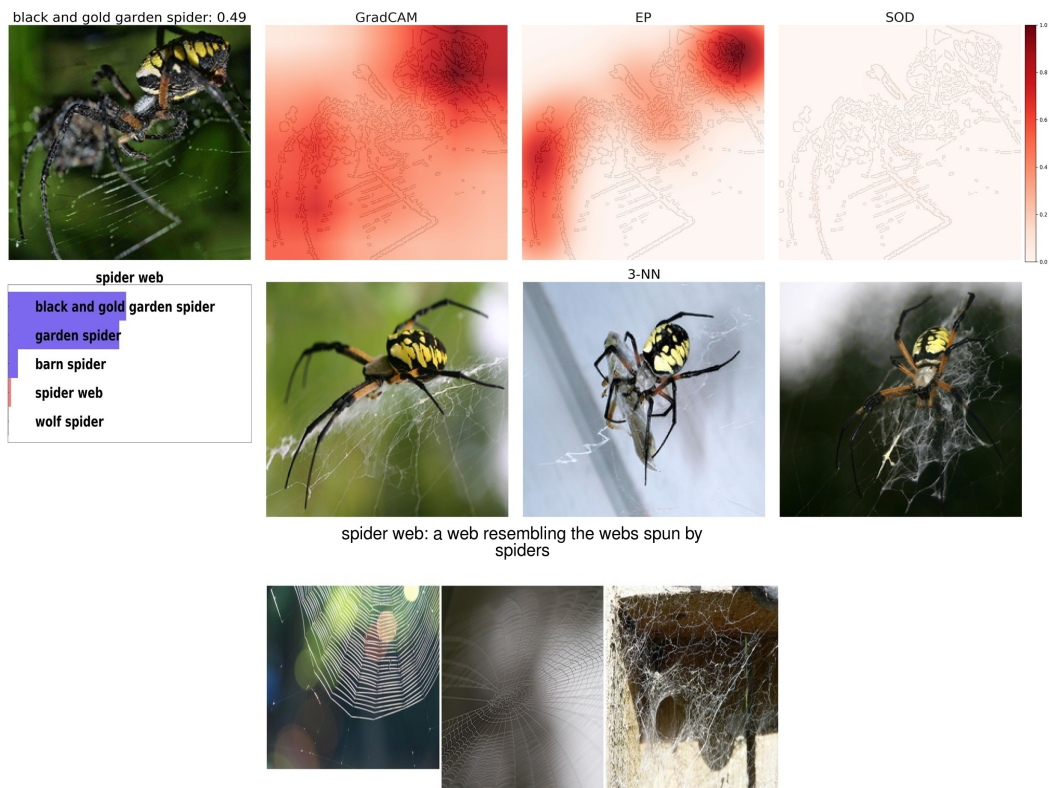 black and gold garden spider: 0.49
GradCAM
EP
SOD
1.0
0.8
0.6
0.4
0.2
0.0
spider web
black and gold garden spider
garden spider
barn spider
spider web
wolf spider
3-NN
spider web: a web resembling the webs spun by
spiders